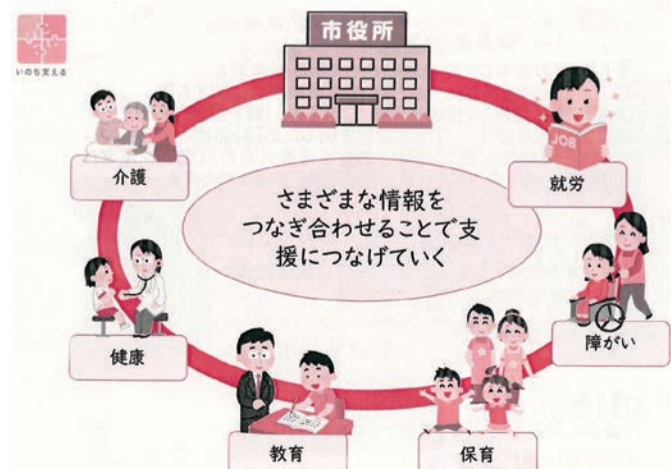 市役所
いのち支える
JOB
介護
就労
さまざまな情報を
つなぎ合わせることで支
援につなげていく
障がい
健康
教育
保育